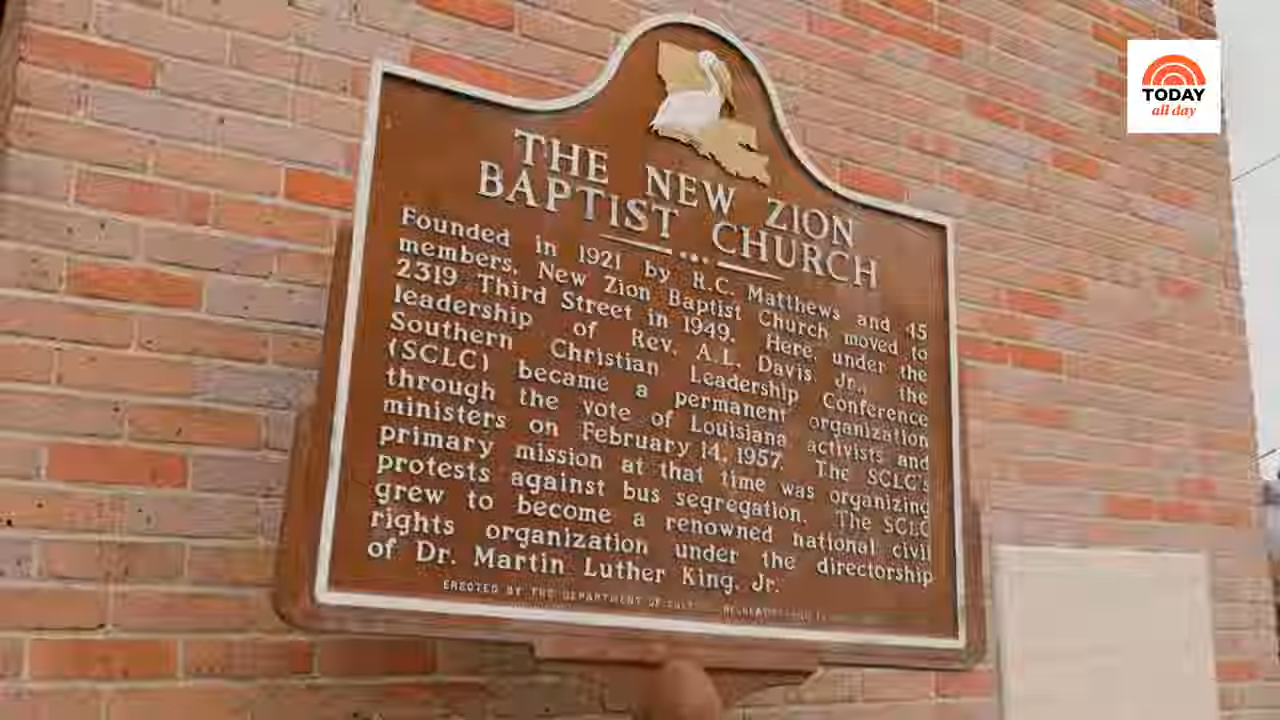 TODAY
all day
THE NEW ZION
BAPTIST CHURCH
Founded in 1921 by R.C. Matthews and 45
members, New Zion Baptist Church moved to
2319 Third Street in 1949. Here, under the
leadership of Rev. A.L. Davis, Jr., the
Southern Christian Leadership Conference
(SCLC) became a permanent organization
through the vote of Louisiana activists and
ministers on February 14, 1957. The SCLC's
primary mission at that time was organizing
protests against bus segregation. The SCLC
grew to become a renowned national civil
rights organization under the directorship
of Dr. Martin Luther King, Jr.
ERECTED BY THE DEPARTMENT OF